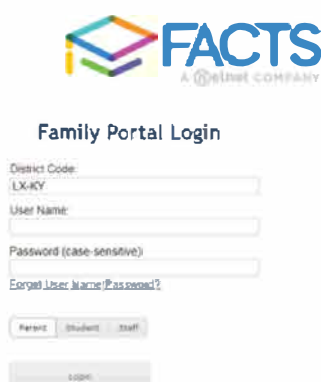 FACTS
A Nelnet COMPANY
Family Portal Login
District Code:
LX-KY
User Name:
Password (case-sensitive)
Forgot User Name/Password?
Parent Student Staff
Login